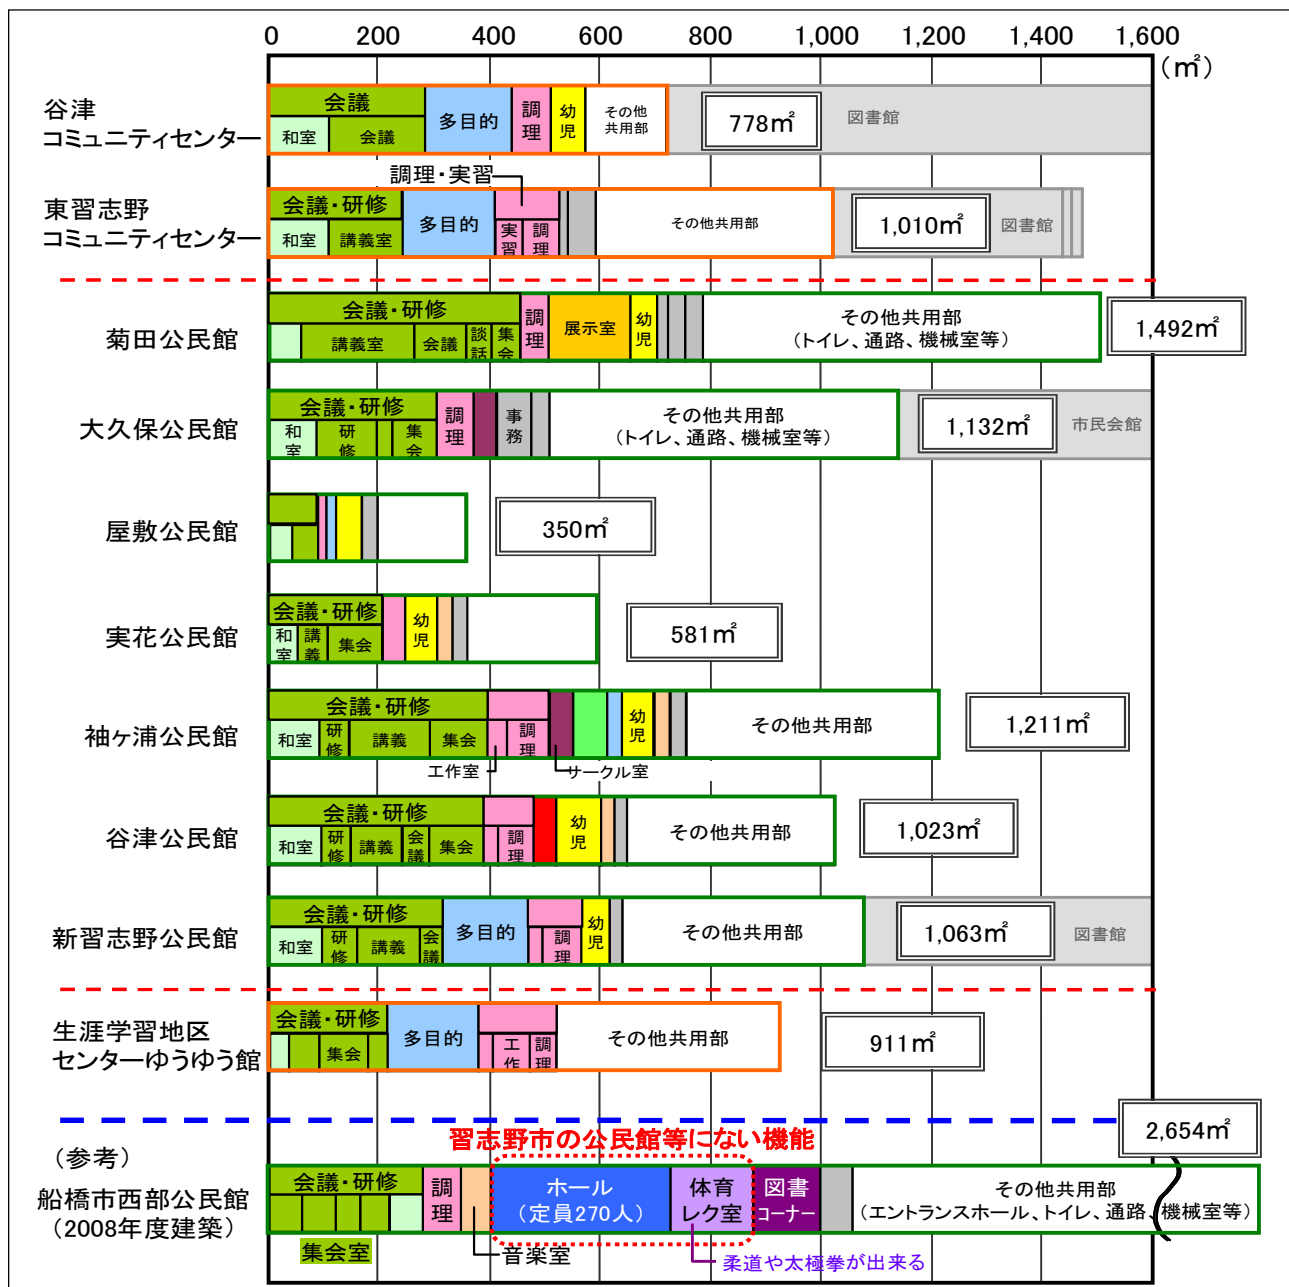 0 200 400 600 800 1,000 1,200 1,400 1,600
(㎡)
谷津
コミュニティセンター
会議
和室
会議
多目的
調理
幼児
その他
共用部
778㎡
図書館
調理・実習
東習志野
コミュニティセンター
会議・研修
和室
講義室
多目的
実習
調理
その他共用部
1,010㎡
図書館
菊田公民館
会議・研修
講義室
会議
談話
集会
調理
展示室
幼児
その他共用部
(トイレ、通路、機械室等)
1,492㎡
大久保公民館
会議・研修
和室
研修
集会
調理
事務
その他共用部
(トイレ、通路、機械室等)
1,132㎡
市民会館
屋敷公民館
350㎡
実花公民館
会議・研修
和室
講義
集会
幼児
581㎡
袖ヶ浦公民館
会議・研修
和室
研修
講義
集会
調理
幼児
その他共用部
1,211㎡
工作室
サークル室
谷津公民館
会議・研修
和室
研修
講義
会議
集会
調理
幼児
その他共用部
1,023㎡
新習志野公民館
会議・研修
和室
研修
講義
会議
多目的
調理
幼児
その他共用部
1,063㎡
図書館
生涯学習地区
センターゆうゆう館
会議・研修
集会
多目的
工作
調理
その他共用部
911㎡
2,654㎡
習志野市の公民館等にない機能
(参考)
船橋市西部公民館
(2008年度建築)
会議・研修
調理
ホール
(定員270人)
体育
レク室
図書
コーナー
その他共用部
(エントランスホール、トイレ、通路、機械室等)
集会室
音楽室
柔道や太極拳が出来る